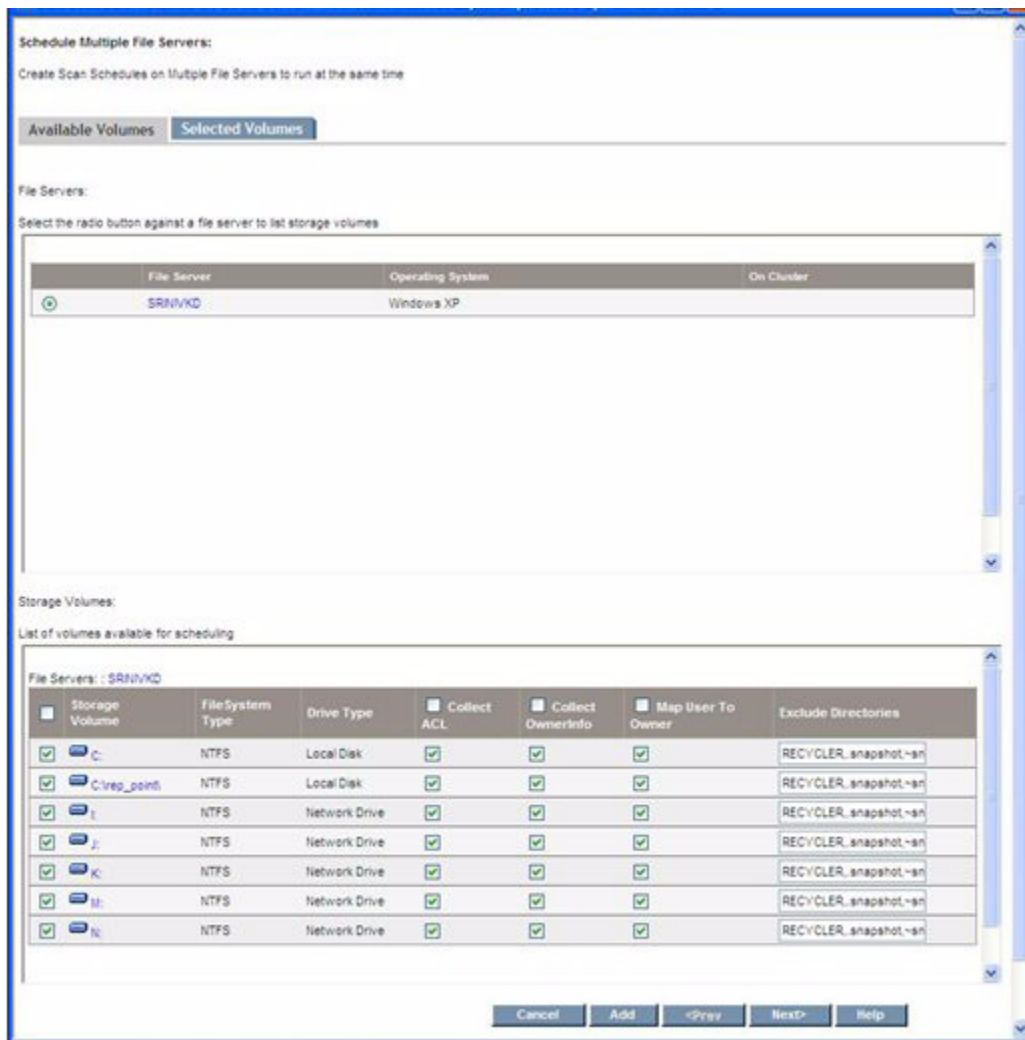 Schedule Multiple File Servers:
Create Scan Schedules on Multiple File Servers to run at the same time
Available Volumes Selected Volumes
File Servers:
Select the radio button against a file server to list storage volumes
File Server Operating System On Cluster
SRINIVKD Windows XP
Storage Volumes:
List of volumes available for scheduling
File Servers: : SRINIVKD
Storage Volume FileSystem Type Drive Type Collect ACL Collect OwnerInfo Map User To Owner Exclude Directories
C: NTFS Local Disk RECYCLER,.snapshot,~sn
C:\rep_point\ NTFS Local Disk RECYCLER,.snapshot,~sn
I: NTFS Network Drive RECYCLER,.snapshot,~sn
J: NTFS Network Drive RECYCLER,.snapshot,~sn
K: NTFS Network Drive RECYCLER,.snapshot,~sn
M: NTFS Network Drive RECYCLER,.snapshot,~sn
N: NTFS Network Drive RECYCLER,.snapshot,~sn
Cancel Add <Prev Next> Help